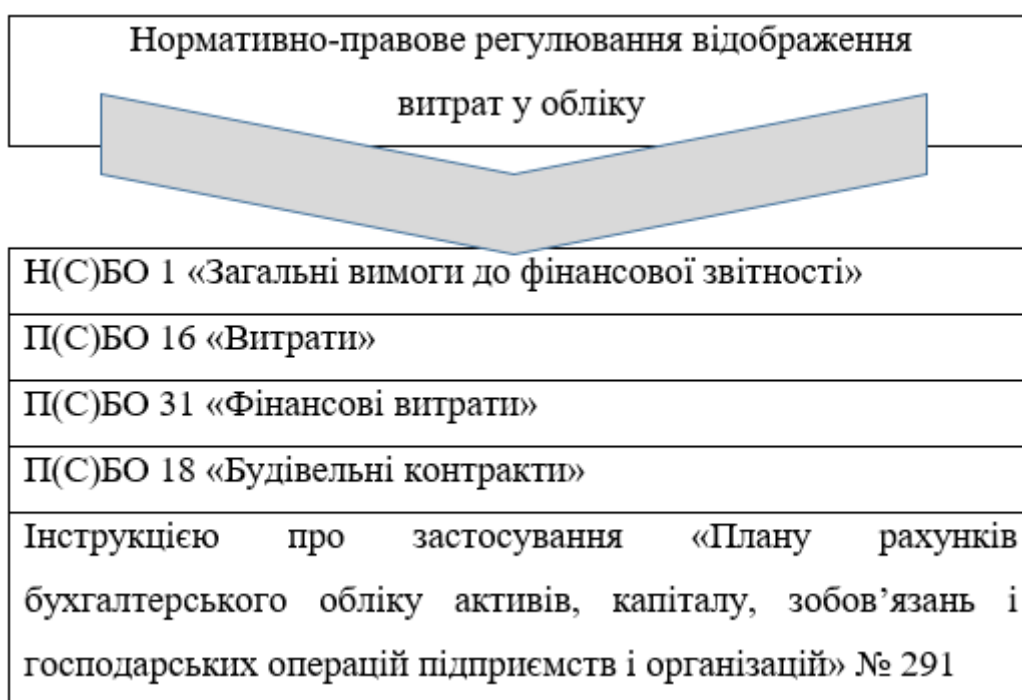 Нормативно-правове регулювання відображення
витрат у обліку
Н(С)БО 1 «Загальні вимоги до фінансової звітності»
П(С)БО 16 «Витрати»
П(С)БО 31 «Фінансові витрати»
П(С)БО 18 «Будівельні контракти»
Інструкцією про застосування «Плану рахунків
бухгалтерського обліку активів, капіталу, зобов’язань і
господарських операцій підприємств і організацій» № 291